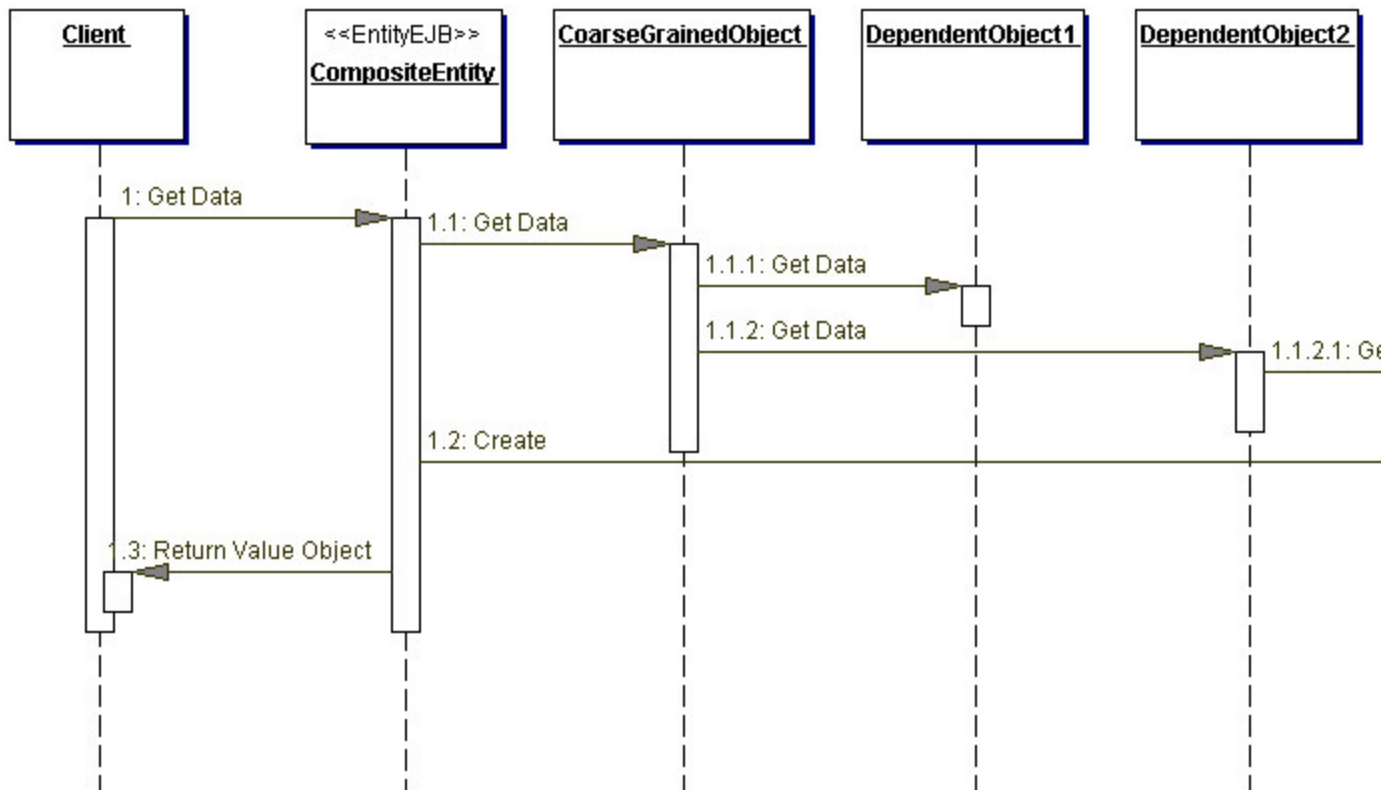 Client
<<EntityEJB>>
CompositeEntity
CoarseGrainedObject
DependentObject1
DependentObject2
1: Get Data
1.1: Get Data
1.1.1: Get Data
1.1.2: Get Data
1.1.2.1: Ge
1.2: Create
1.3: Return Value Object